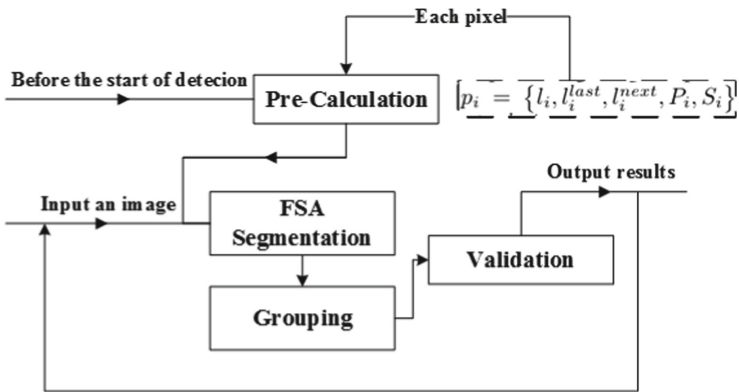 Each pixel
Before the start of detecion
Pre-Calculation
p_i = {l_i, l_i^{last}, l_i^{next}, P_i, S_i}
Output results
Input an image
FSA
Segmentation
Validation
Grouping